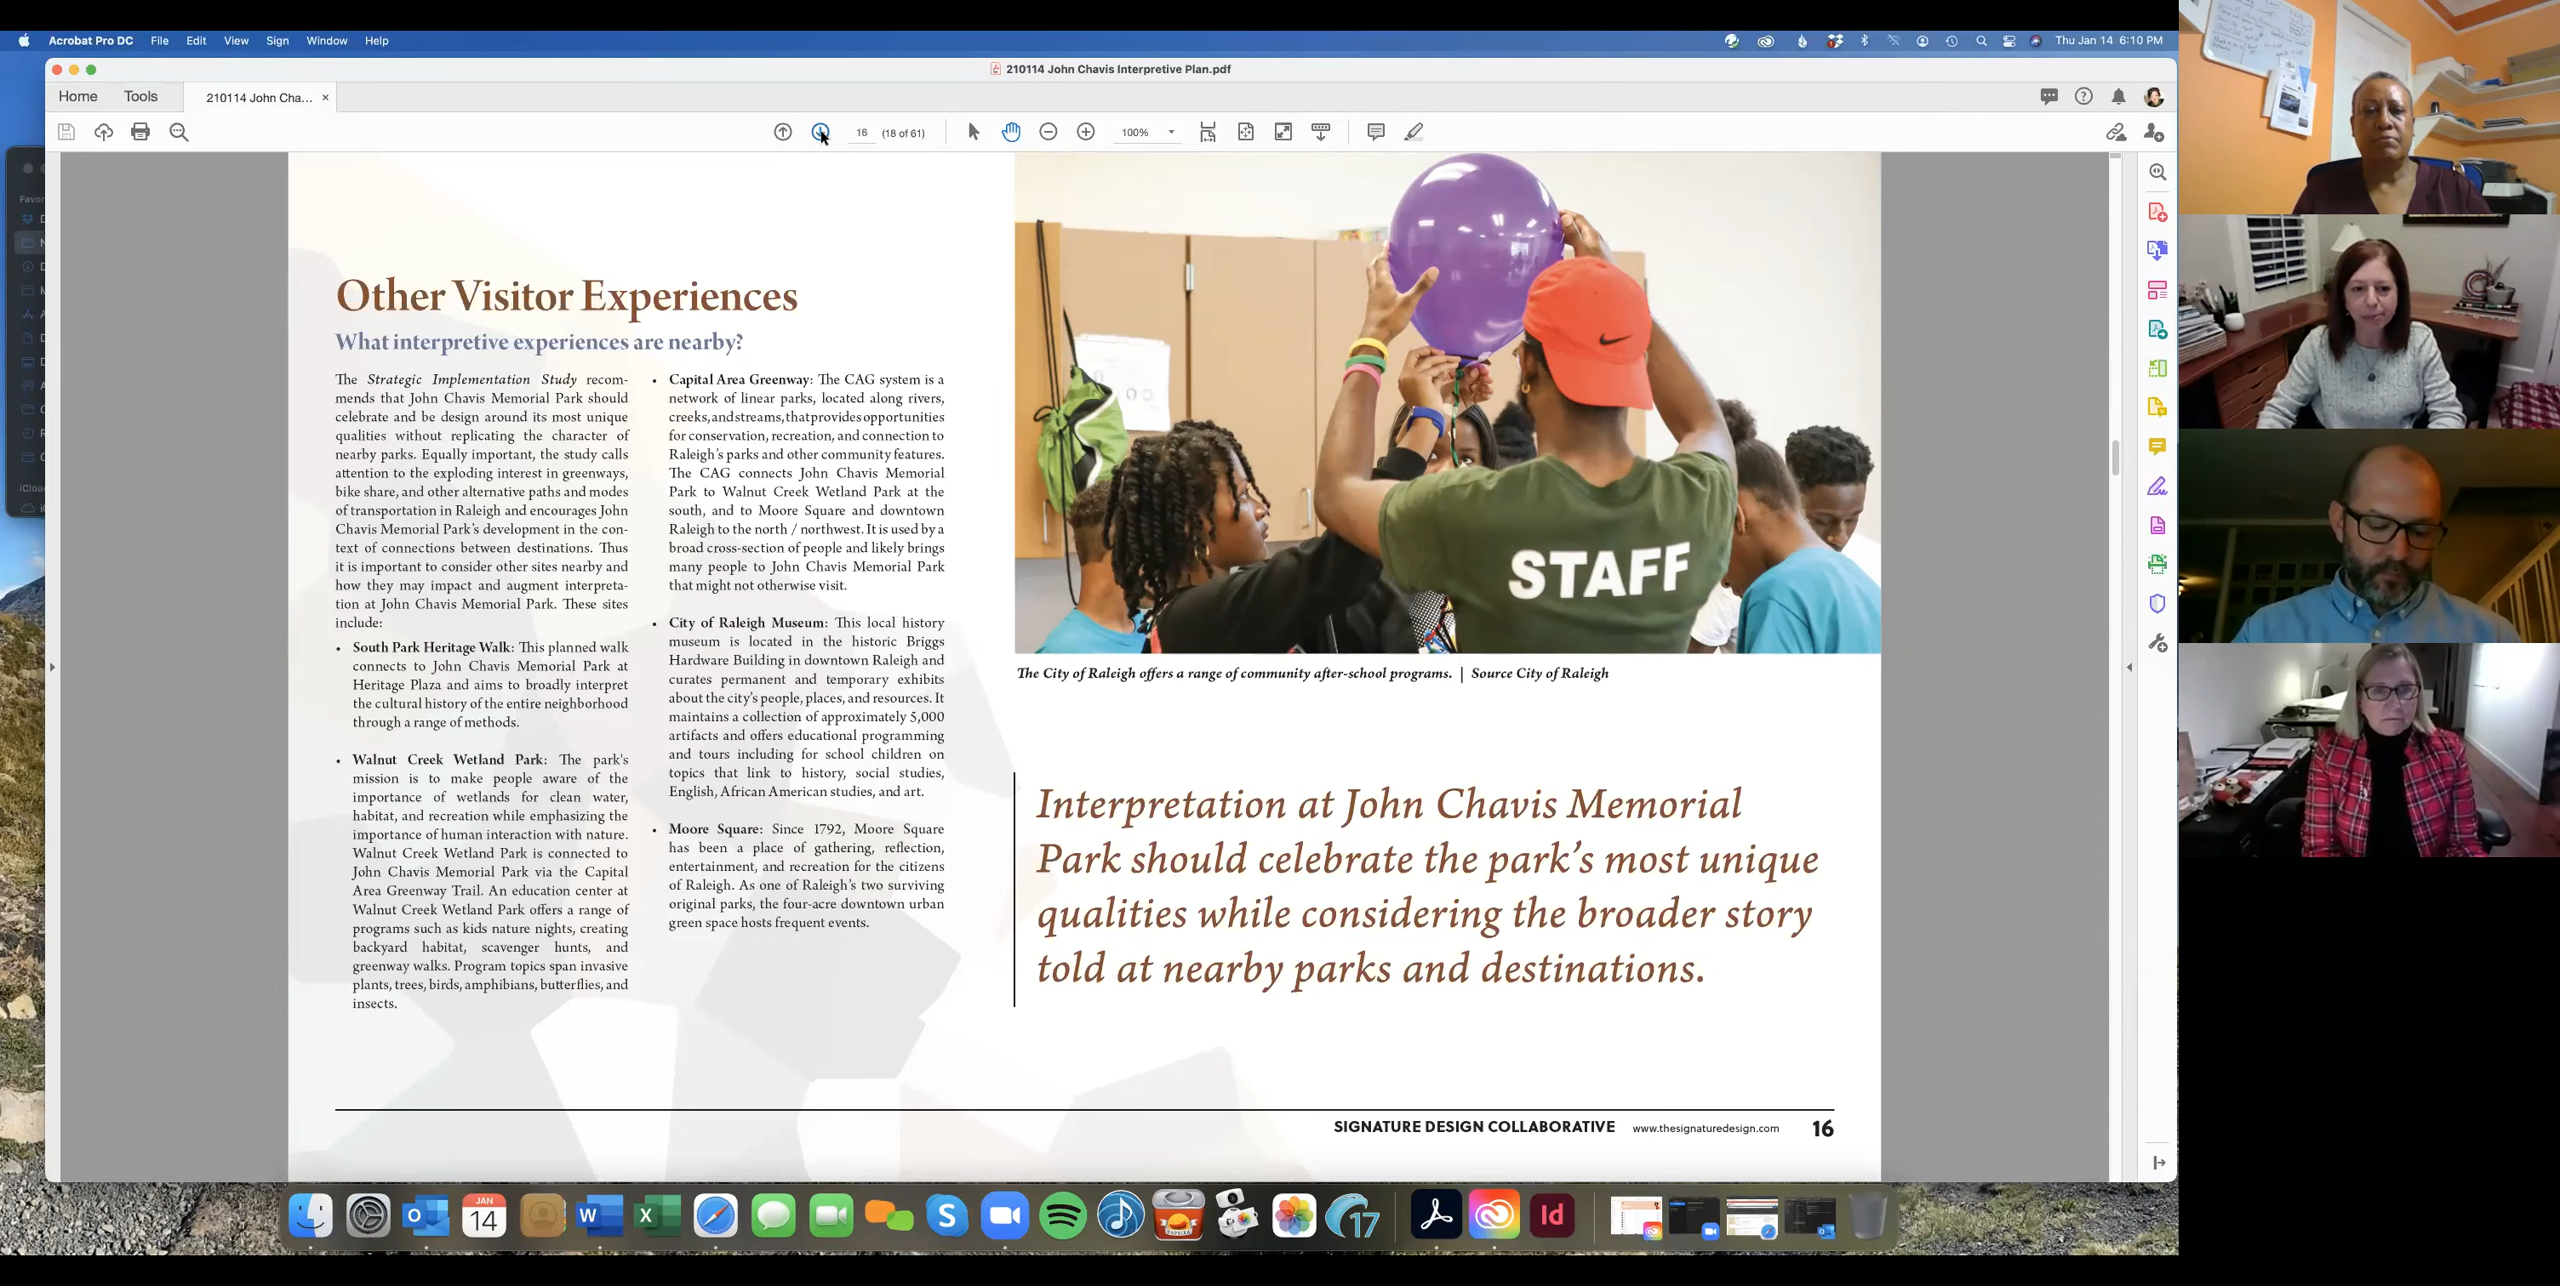 Acrobat Pro DC File Edit View Sign Window Help
Thu Jan 14 6:10 PM
210114 John Chavis Interpretive Plan.pdf
Home Tools 210114 John Cha... ×
16 (18 of 61) 100%
Favor
iClou
Other Visitor Experiences
What interpretive experiences are nearby?
The Strategic Implementation Study recom-
mends that John Chavis Memorial Park should
celebrate and be design around its most unique
qualities without replicating the character of
nearby parks. Equally important, the study calls
attention to the exploding interest in greenways,
bike share, and other alternative paths and modes
of transportation in Raleigh and encourages John
Chavis Memorial Park's development in the con-
text of connections between destinations. Thus
it is important to consider other sites nearby and
how they may impact and augment interpreta-
tion at John Chavis Memorial Park. These sites
include:
• South Park Heritage Walk: This planned walk
connects to John Chavis Memorial Park at
Heritage Plaza and aims to broadly interpret
the cultural history of the entire neighborhood
through a range of methods.
• Walnut Creek Wetland Park: The park's
mission is to make people aware of the
importance of wetlands for clean water,
habitat, and recreation while emphasizing the
importance of human interaction with nature.
Walnut Creek Wetland Park is connected to
John Chavis Memorial Park via the Capital
Area Greenway Trail. An education center at
Walnut Creek Wetland Park offers a range of
programs such as kids nature nights, creating
backyard habitat, scavenger hunts, and
greenway walks. Program topics span invasive
plants, trees, birds, amphibians, butterflies, and
insects.
• Capital Area Greenway: The CAG system is a
network of linear parks, located along rivers,
creeks, and streams, that provides opportunities
for conservation, recreation, and connection to
Raleigh's parks and other community features.
The CAG connects John Chavis Memorial
Park to Walnut Creek Wetland Park at the
south, and to Moore Square and downtown
Raleigh to the north / northwest. It is used by a
broad cross-section of people and likely brings
many people to John Chavis Memorial Park
that might not otherwise visit.
• City of Raleigh Museum: This local history
museum is located in the historic Briggs
Hardware Building in downtown Raleigh and
curates permanent and temporary exhibits
about the city's people, places, and resources. It
maintains a collection of approximately 5,000
artifacts and offers educational programming
and tours including for school children on
topics that link to history, social studies,
English, African American studies, and art.
• Moore Square: Since 1792, Moore Square
has been a place of gathering, reflection,
entertainment, and recreation for the citizens
of Raleigh. As one of Raleigh's two surviving
original parks, the four-acre downtown urban
green space hosts frequent events.
STAFF
The City of Raleigh offers a range of community after-school programs. | Source City of Raleigh
Interpretation at John Chavis Memorial
Park should celebrate the park's most unique
qualities while considering the broader story
told at nearby parks and destinations.
SIGNATURE DESIGN COLLABORATIVE www.thesignaturedesign.com 16
JAN
14
17
Id